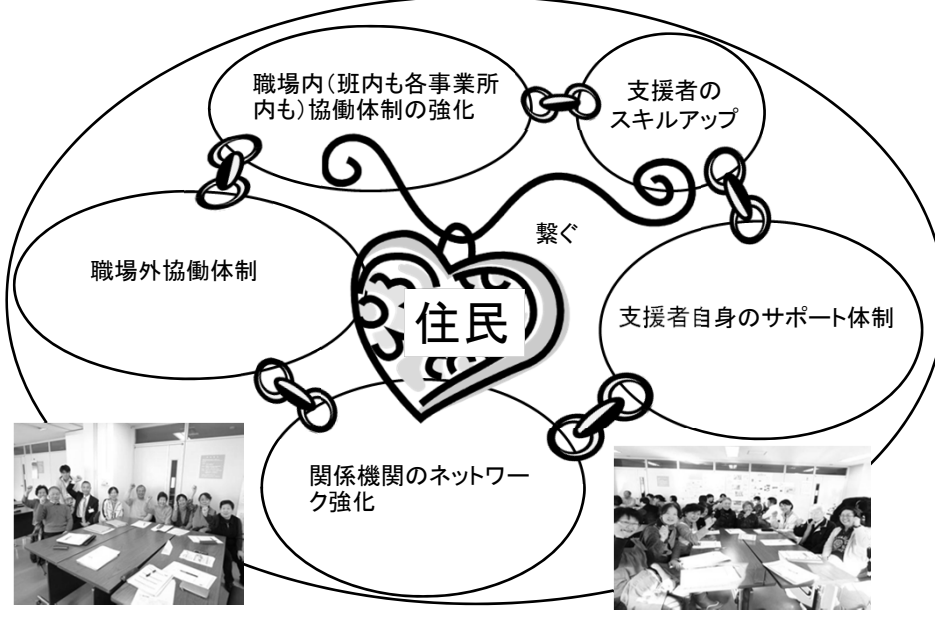 職場内（班内も各事業所
内も）協働体制の強化
支援者の
スキルアップ
繋ぐ
職場外協働体制
住民
支援者自身のサポート体制
関係機関のネットワー
ク強化